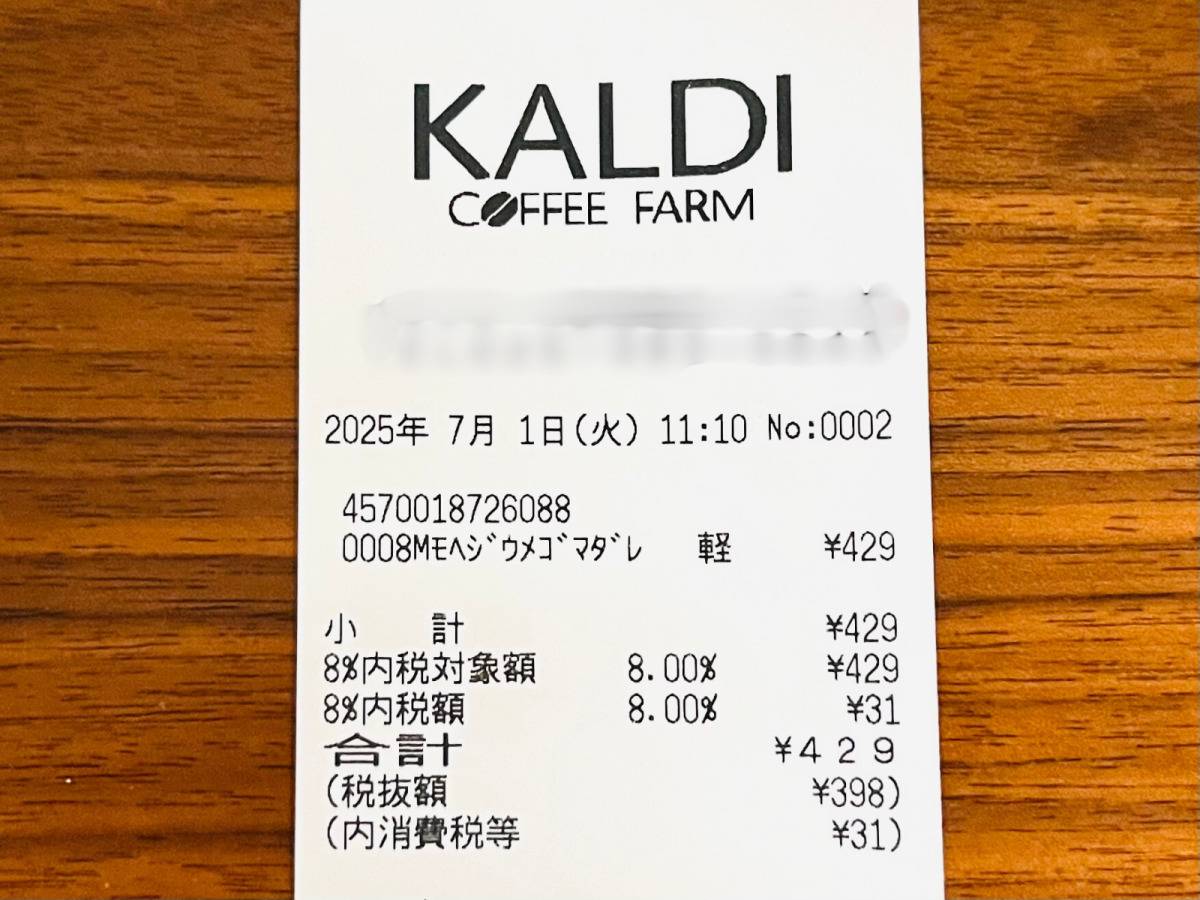 KALDI
COFFEE FARM
2025年 7月 1日(火) 11:10 No:0002
4570018726088
0008Mモヘジウメゴマダレ 軽 ¥429
小 計 ¥429
8%内税対象額 8.00% ¥429
8%内税額 8.00% ¥31
合計 ¥429
(税抜額 ¥398)
(内消費税等 ¥31)